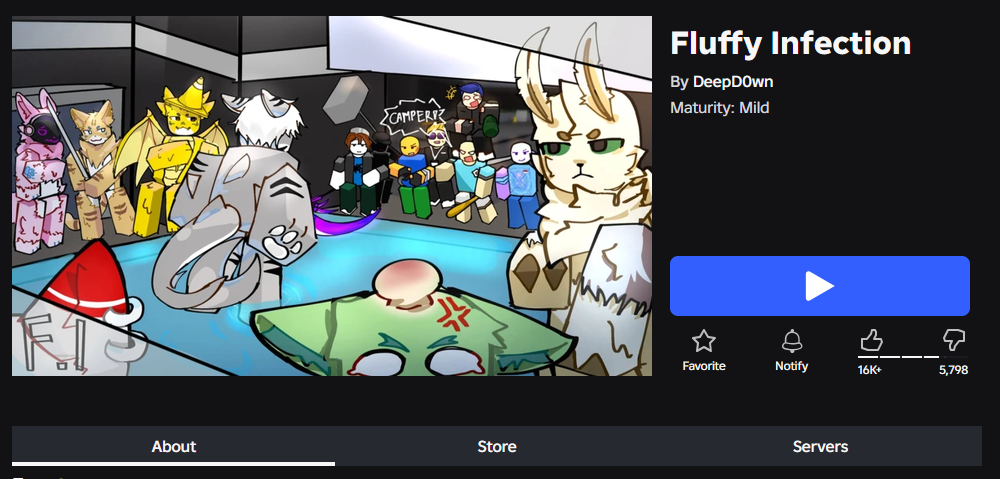 Fluffy Infection
By DeepD0wn
Maturity: Mild
CAMPER!
F.I
Favorite
Notify
16K+
5,798
About
Store
Servers